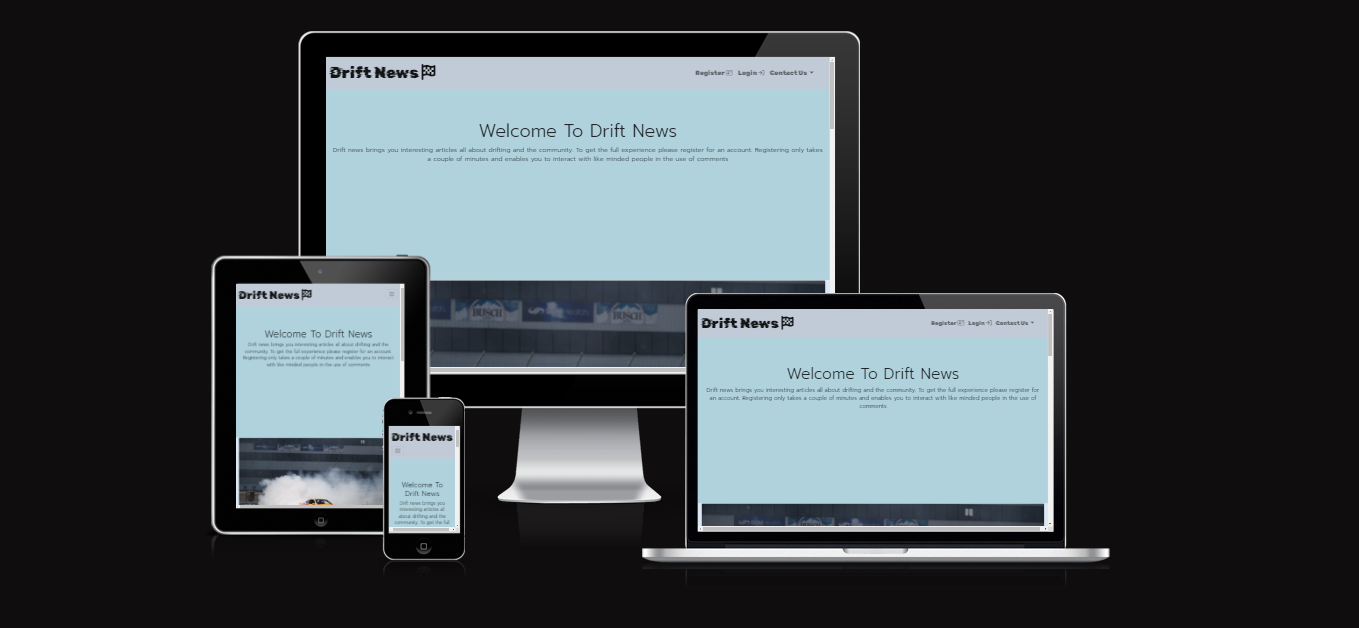 Drift News
Register Login Contact Us
Welcome To Drift News
Drift news brings you interesting articles all about drifting and the community. To get the full experience please register for an account. Registering only takes
a couple of minutes and enables you to interact with like minded people in the use of comments
BUSCH
BUSCH
Drift News
Welcome To Drift News
Drift news brings you interesting articles all about drifting and the
community. To get the full experience please register for an account.
Registering only takes a couple of minutes and enables you to interact
with like minded people in the use of comments
Drift News
Welcome To
Drift News
Drift news brings you
interesting articles all
about drifting and the
community. To get the full
Drift News
Register Login Contact Us
Welcome To Drift News
Drift news brings you interesting articles all about drifting and the community. To get the full experience please register for
an account. Registering only takes a couple of minutes and enables you to interact with like minded people in the use of
comments